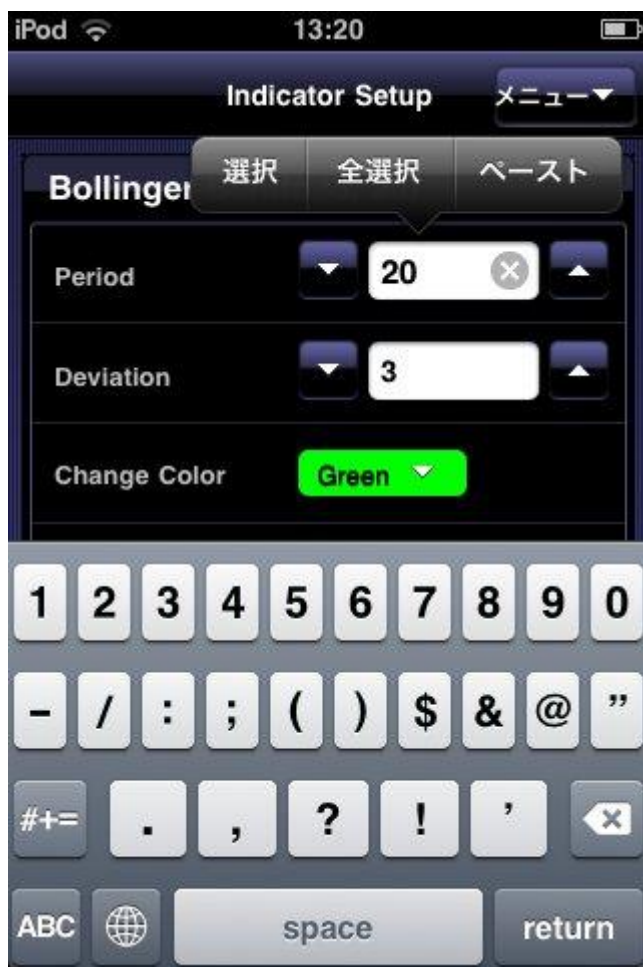 iPod 13:20
Indicator Setup メニュー
選択 全選択 ペースト
Bollinger
Period 20
Deviation 3
Change Color Green
1 2 3 4 5 6 7 8 9 0
- / : ; ( ) $ & @ ”
#+= . , ? ! ’
ABC space return